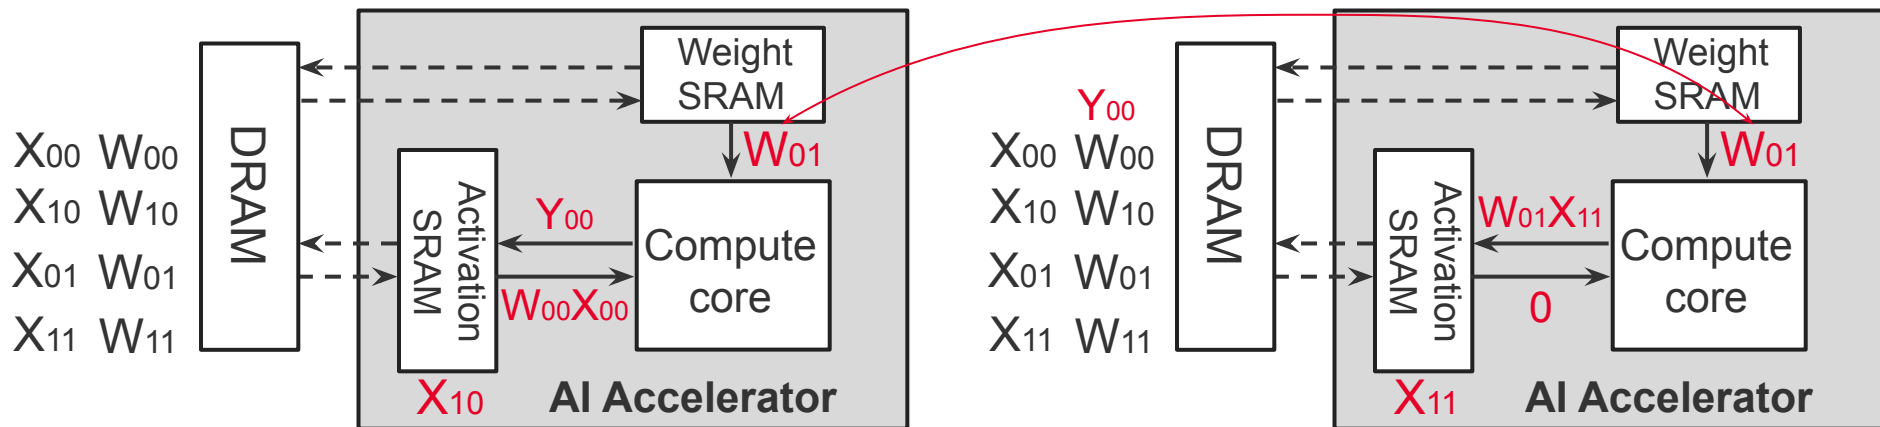 Weight
SRAM
W01
DRAM
X00 W00
X10 W10
X01 W01
X11 W11
Activation
SRAM
Y00
W00X00
Compute
core
X10
AI Accelerator
Weight
SRAM
W01
Y00
DRAM
X00 W00
X10 W10
X01 W01
X11 W11
Activation
SRAM
W01X11
0
Compute
core
X11
AI Accelerator